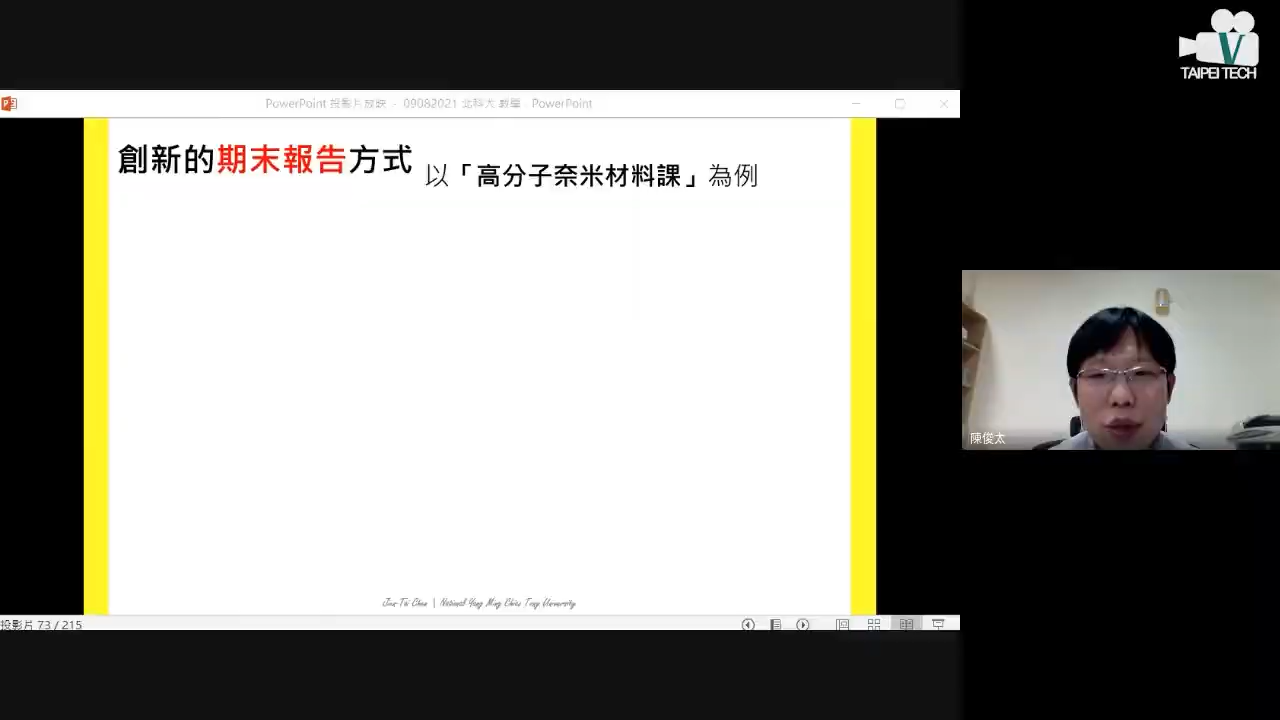 TAIPEI TECH
PowerPoint 投影片放映 - 09082021 北科大 教學 - PowerPoint
創新的期末報告方式 以「高分子奈米材料課」為例
陳俊太
Jiun-Tai Chen | National Yang Ming Chiao Tung University
投影片 73 / 215